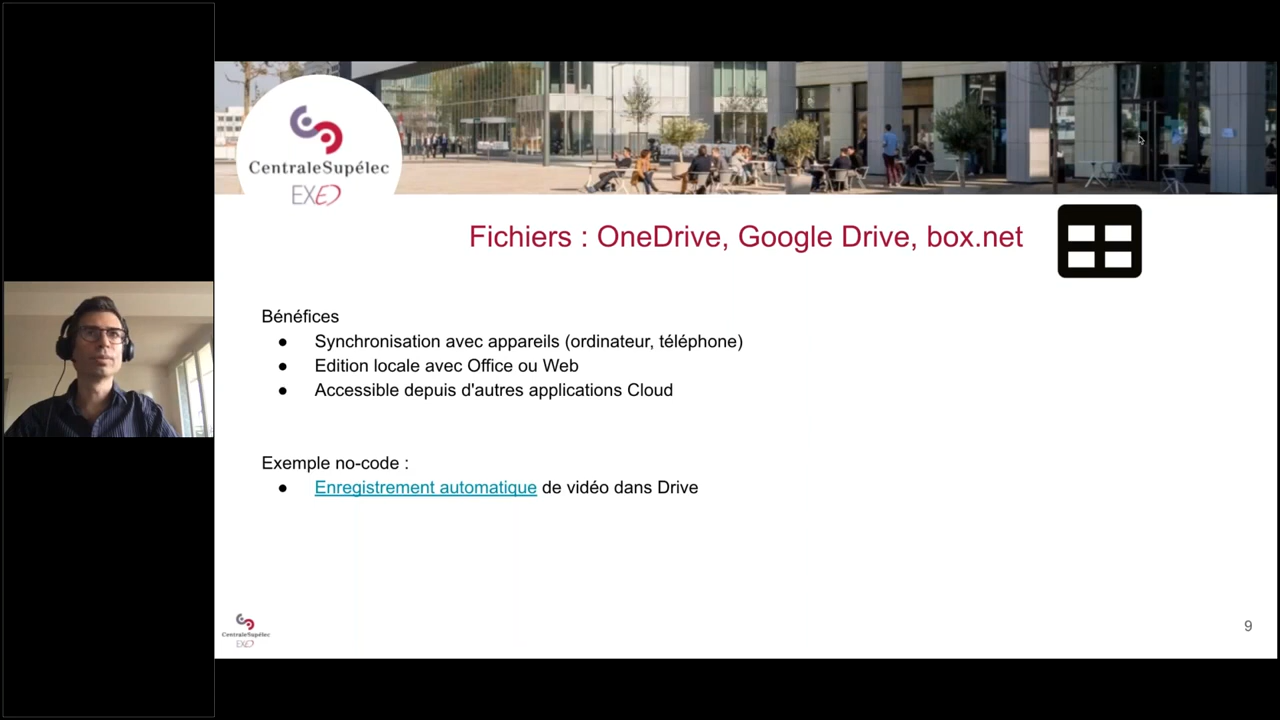 CentraleSupélec
EXED
Fichiers : OneDrive, Google Drive, box.net
Bénéfices
● Synchronisation avec appareils (ordinateur, téléphone)
● Edition locale avec Office ou Web
● Accessible depuis d'autres applications Cloud
Exemple no-code :
● Enregistrement automatique de vidéo dans Drive
CentraleSupélec
EXED
9